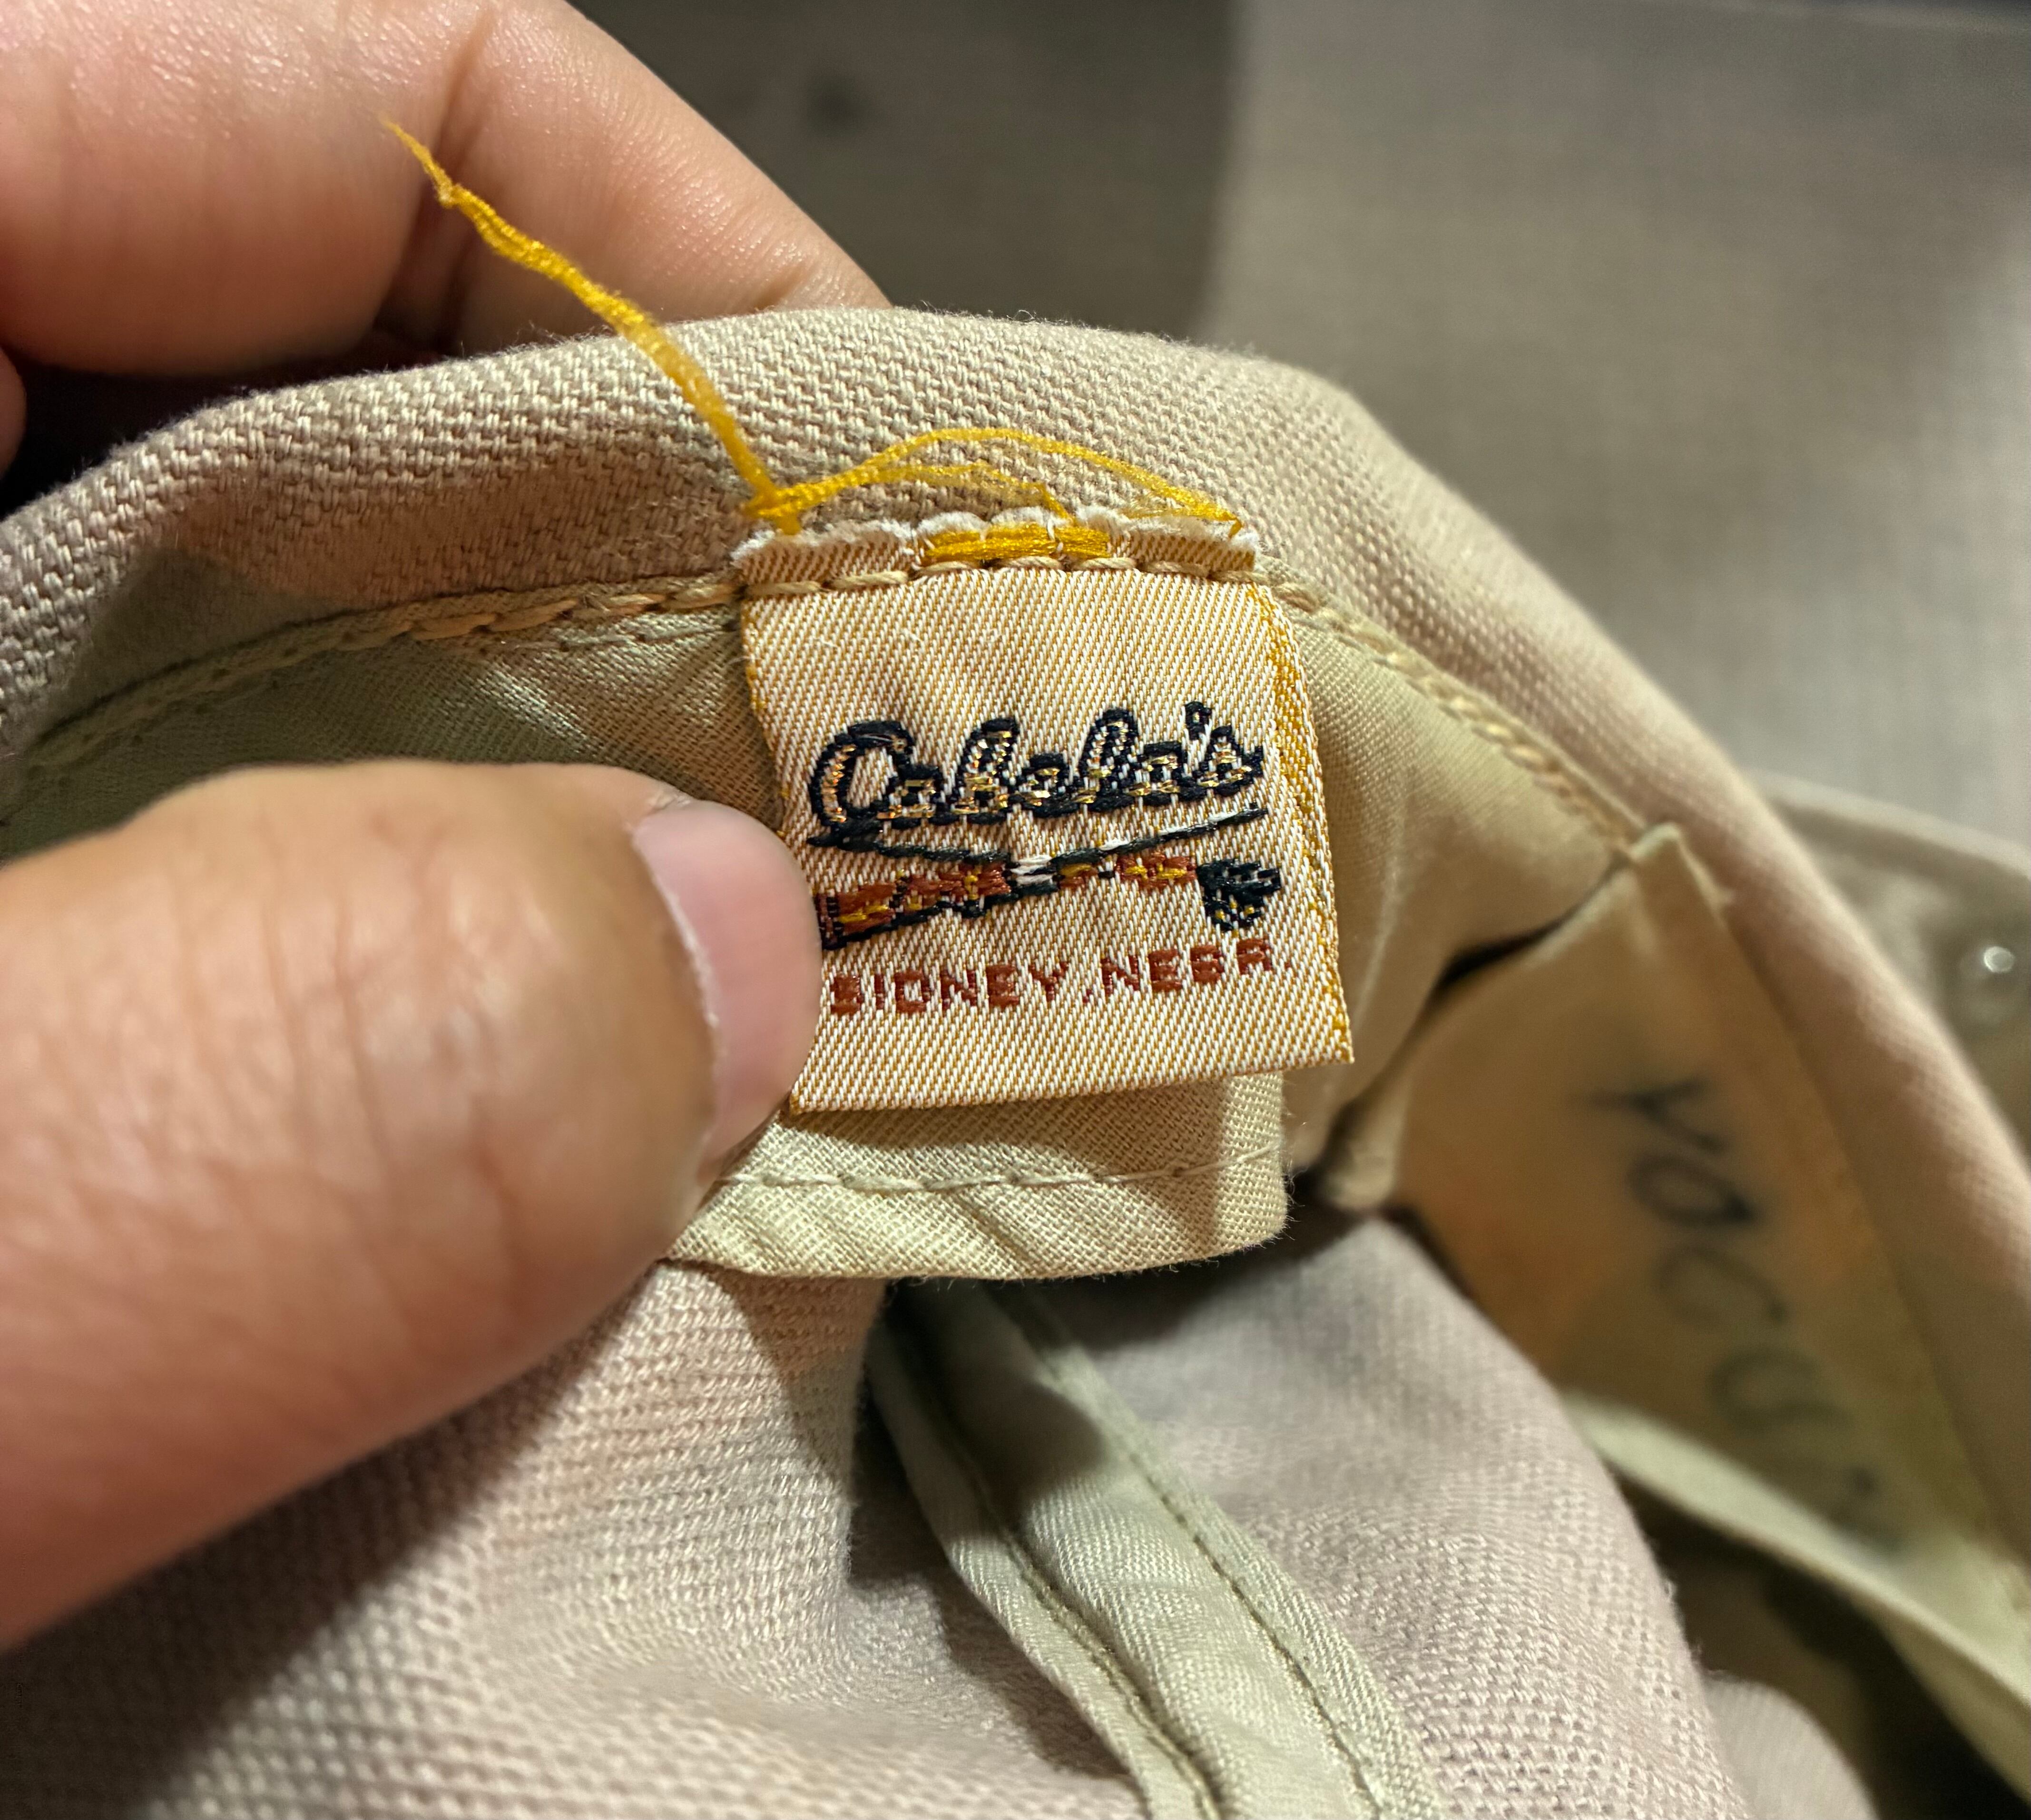 Cabela's
SIDNEY, NEBR.